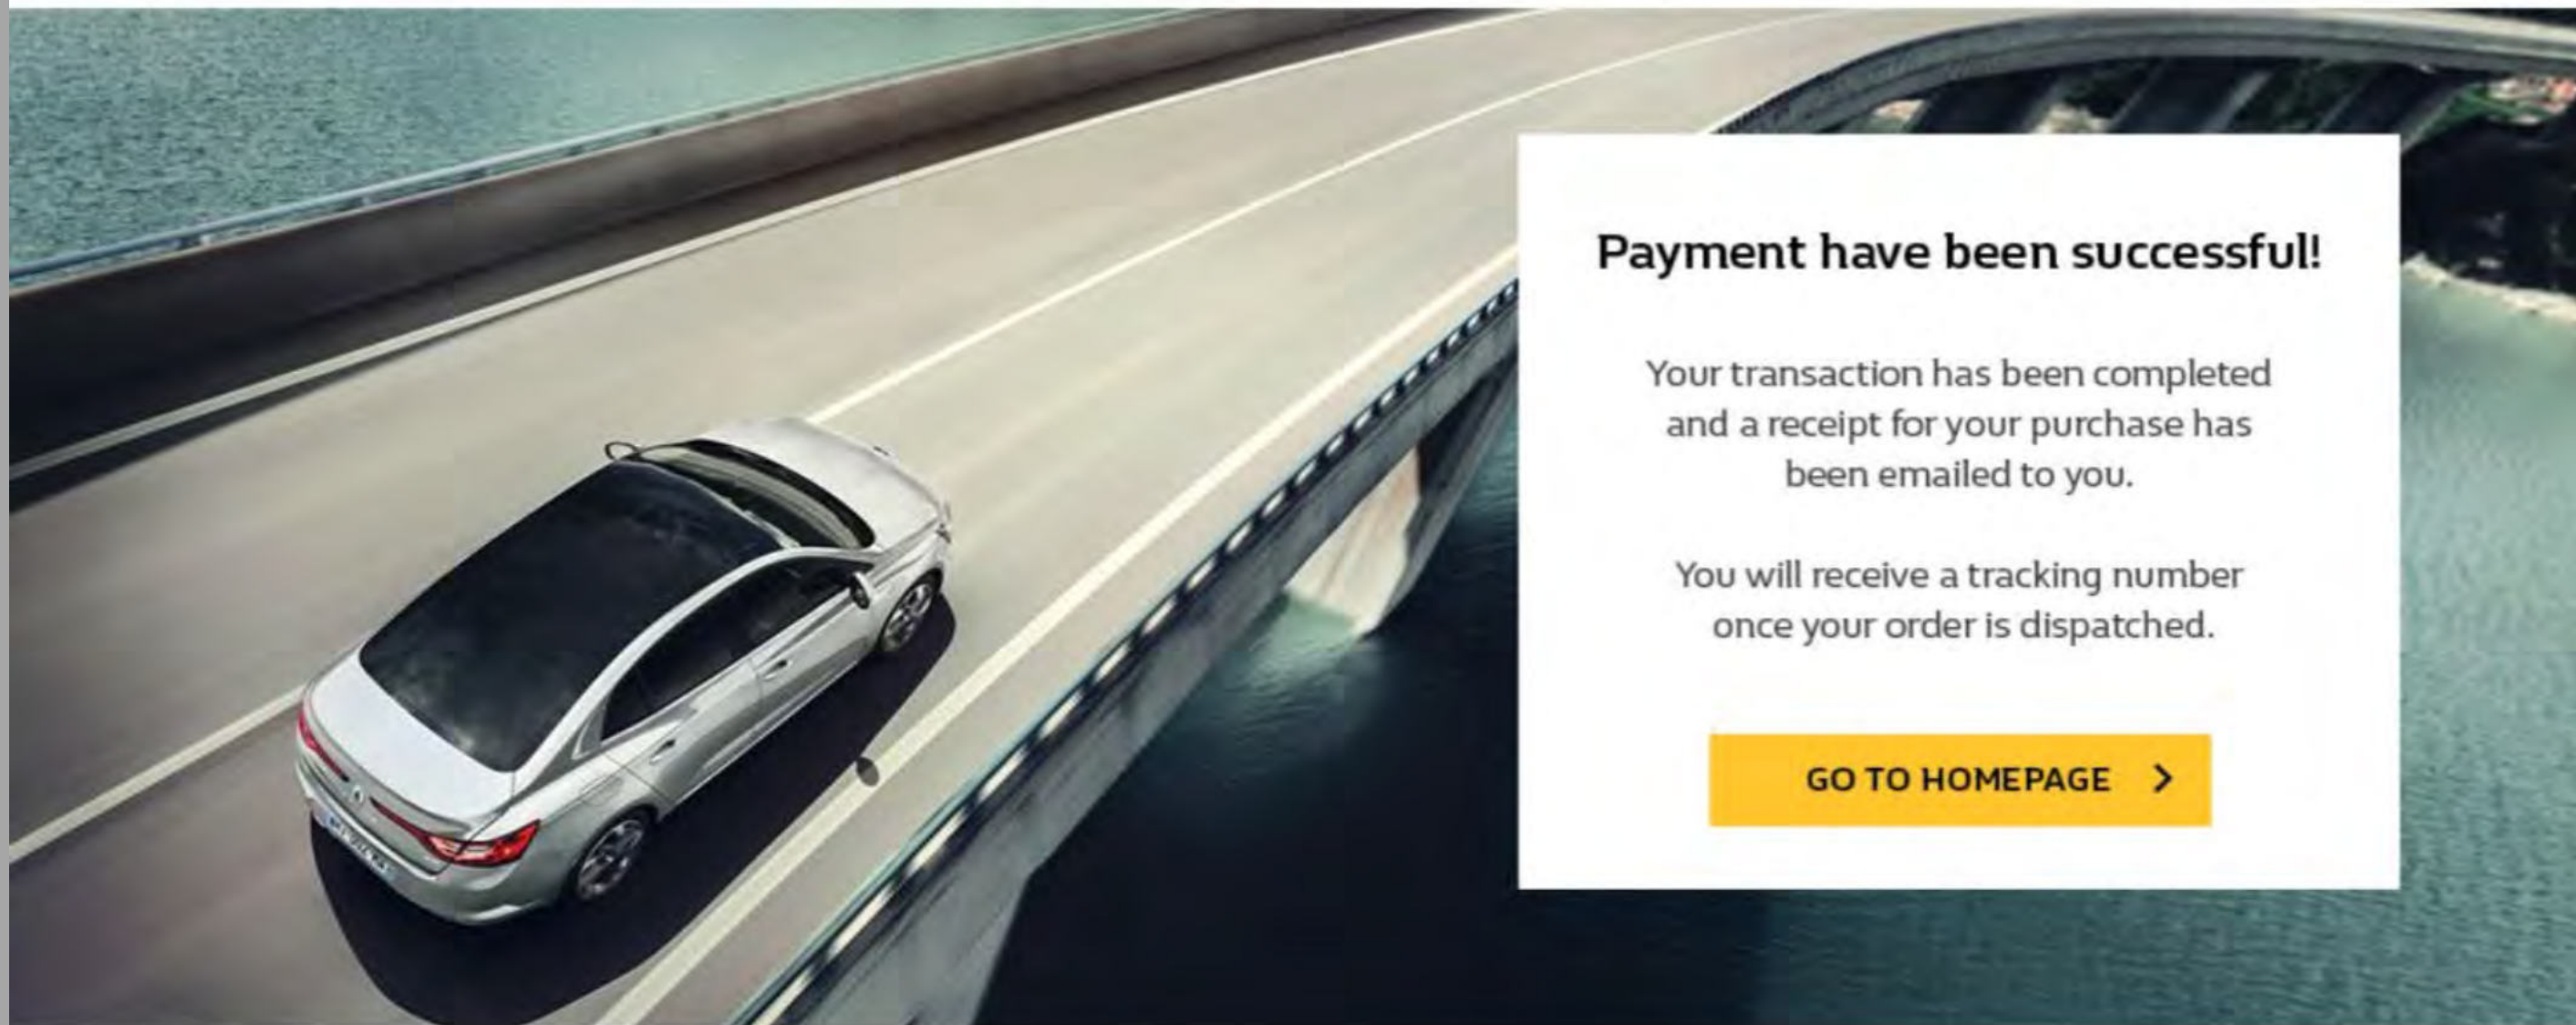 Payment have been successful!
Your transaction has been completed
and a receipt for your purchase has
been emailed to you.
You will receive a tracking number
once your order is dispatched.
GO TO HOMEPAGE